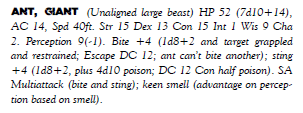 ANT, GIANT (Unaligned large beast) HP 52 (7d10+14),
AC 14, Spd 40ft. Str 15 Dex 13 Con 15 Int 1 Wis 9 Cha
2. Perception 9(-1). Bite +4 (1d8+2 and target grappled
and restrained; Escape DC 12; ant can't bite another); sting
+4 (1d8+2, plus 4d10 poison; DC 12 Con half poison). SA
Multiattack (bite and sting); keen smell (advantage on percep-
tion based on smell).